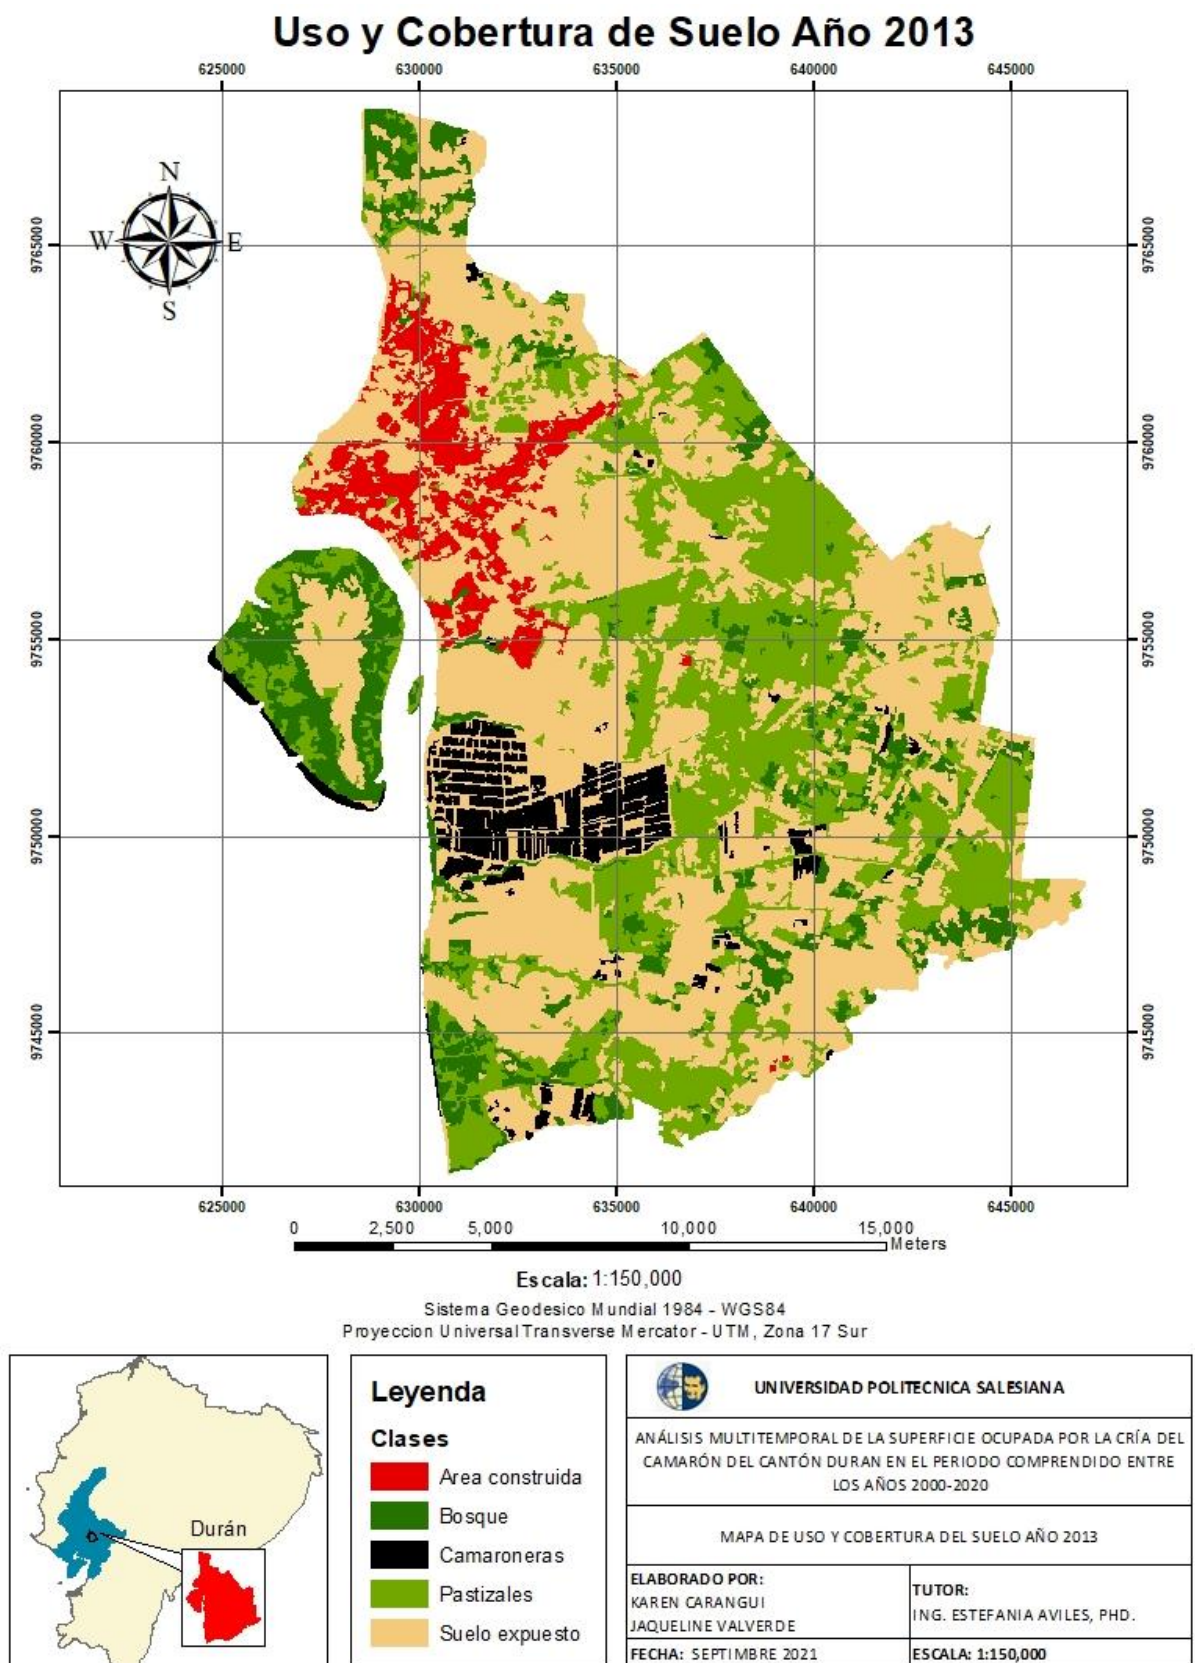 Uso y Cobertura de Suelo Año 2013
625000 630000 635000 640000 645000
N
W E
S
9765000 9765000
9760000 9760000
9755000 9755000
9750000 9750000
9745000 9745000
625000 630000 635000 640000 645000
0 2,500 5,000 10,000 15,000
Meters
Escala: 1:150,000
Sistema Geodesico Mundial 1984 - WGS84
Proyeccion Universal Transverse Mercator - UTM, Zona 17 Sur
Durán
Leyenda
Clases
Area construida
Bosque
Camaroneras
Pastizales
Suelo expuesto
UNIVERSIDAD POLITECNICA SALESIANA
ANÁLISIS MULTITEMPORAL DE LA SUPERFICIE OCUPADA POR LA CRÍA DEL
CAMARÓN DEL CANTÓN DURAN EN EL PERIODO COMPRENDIDO ENTRE
LOS AÑOS 2000-2020
MAPA DE USO Y COBERTURA DEL SUELO AÑO 2013
ELABORADO POR:
KAREN CARANGUI
JAQUELINE VALVERDE
TUTOR:
ING. ESTEFANIA AVILES, PHD.
FECHA: SEPTIMBRE 2021
ESCALA: 1:150,000